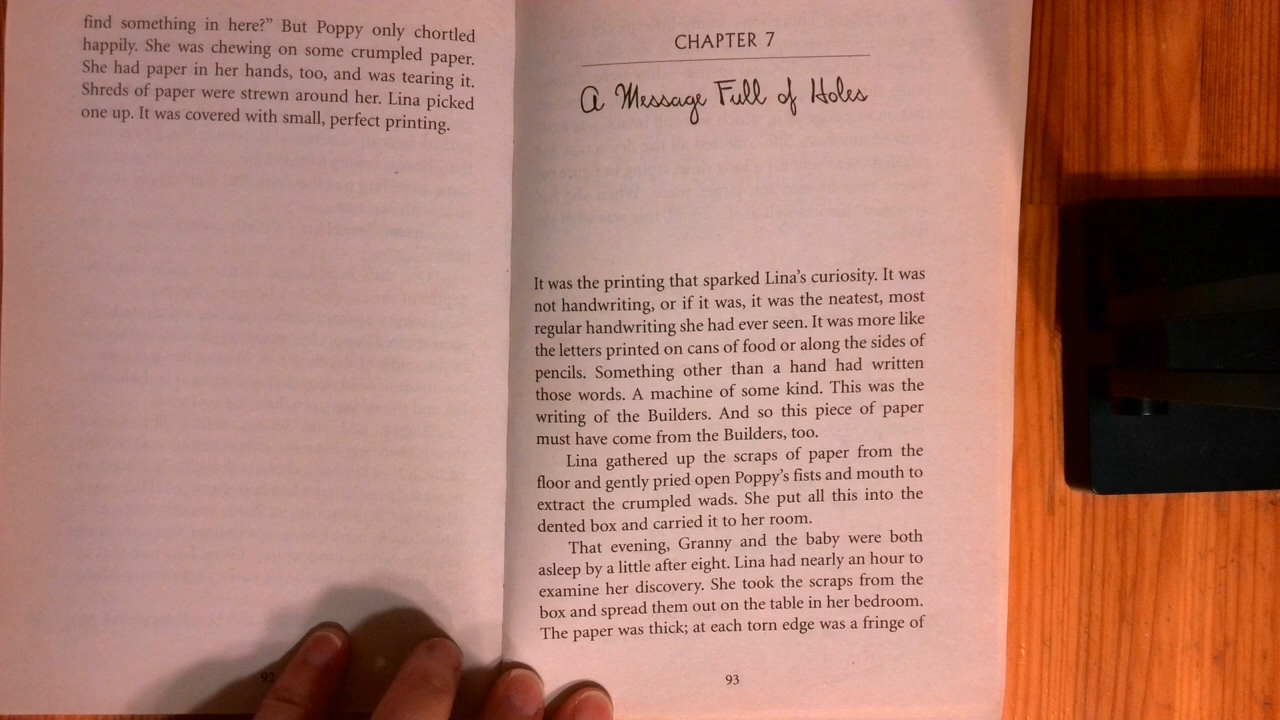 find something in here?” But Poppy only chortled
happily. She was chewing on some crumpled paper.
She had paper in her hands, too, and was tearing it.
Shreds of paper were strewn around her. Lina picked
one up. It was covered with small, perfect printing.
92
CHAPTER 7
A Message Full of Holes
It was the printing that sparked Lina’s curiosity. It was
not handwriting, or if it was, it was the neatest, most
regular handwriting she had ever seen. It was more like
the letters printed on cans of food or along the sides of
pencils. Something other than a hand had written
those words. A machine of some kind. This was the
writing of the Builders. And so this piece of paper
must have come from the Builders, too.
Lina gathered up the scraps of paper from the
floor and gently pried open Poppy’s fists and mouth to
extract the crumpled wads. She put all this into the
dented box and carried it to her room.
That evening, Granny and the baby were both
asleep by a little after eight. Lina had nearly an hour to
examine her discovery. She took the scraps from the
box and spread them out on the table in her bedroom.
The paper was thick; at each torn edge was a fringe of
93